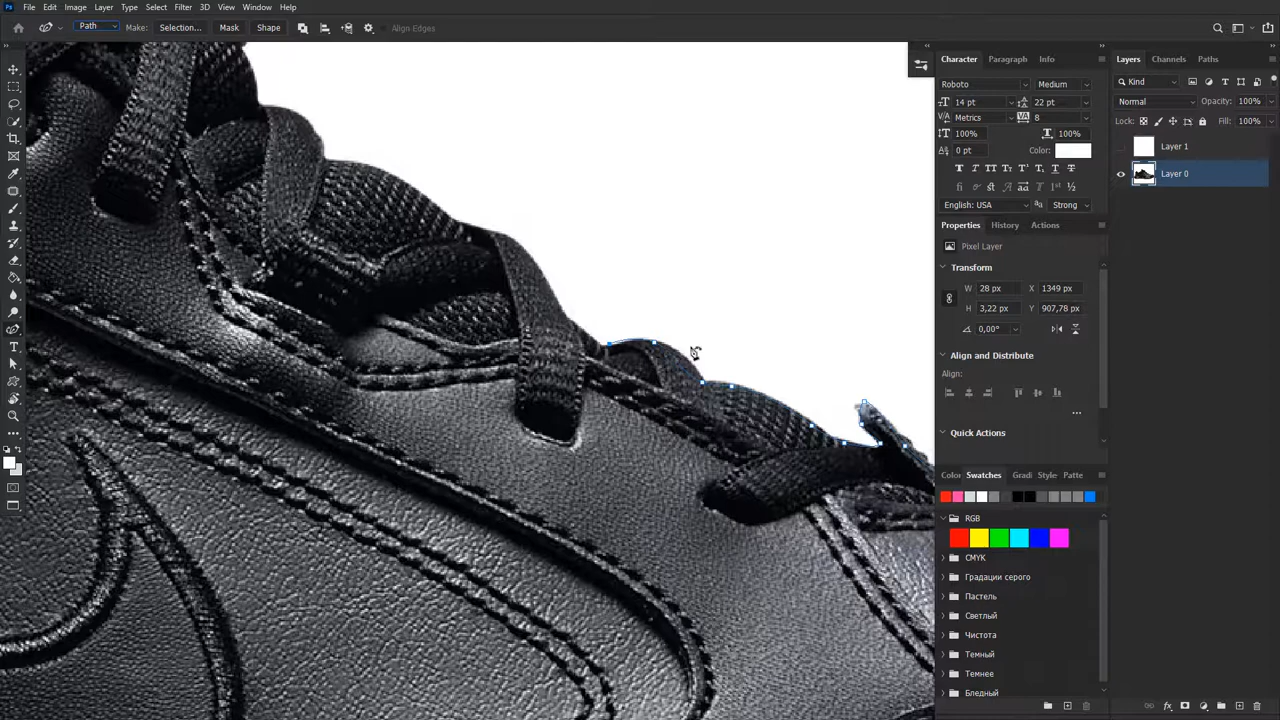 Ps File Edit Image Layer Type Select Filter 3D View Window Help
Path Make: Selection... Mask Shape Align Edges
Character Paragraph Info
Roboto Medium
14 pt 22 pt
Metrics 8
100% 100%
0 pt Color:
English: USA Strong
Properties History Actions
Pixel Layer
Transform
W 28 px X 1349 px
H 3,22 px Y 907,78 px
0,00°
Align and Distribute
Align:
Quick Actions
Color Swatches Gradi Style Patte
RGB
CMYK
Градации серого
Пастель
Светлый
Чистота
Темный
Темнее
Бледный
Layers Channels Paths
Kind
Normal Opacity: 100%
Lock: Fill: 100%
Layer 1
Layer 0